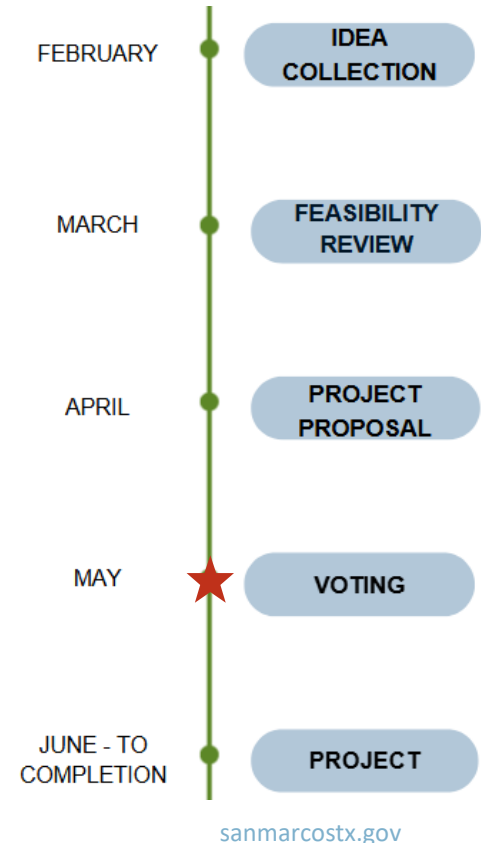 FEBRUARY
IDEA
COLLECTION
MARCH
FEASIBILITY
REVIEW
APRIL
PROJECT
PROPOSAL
MAY
VOTING
JUNE - TO
COMPLETION
PROJECT
sanmarcostx.gov